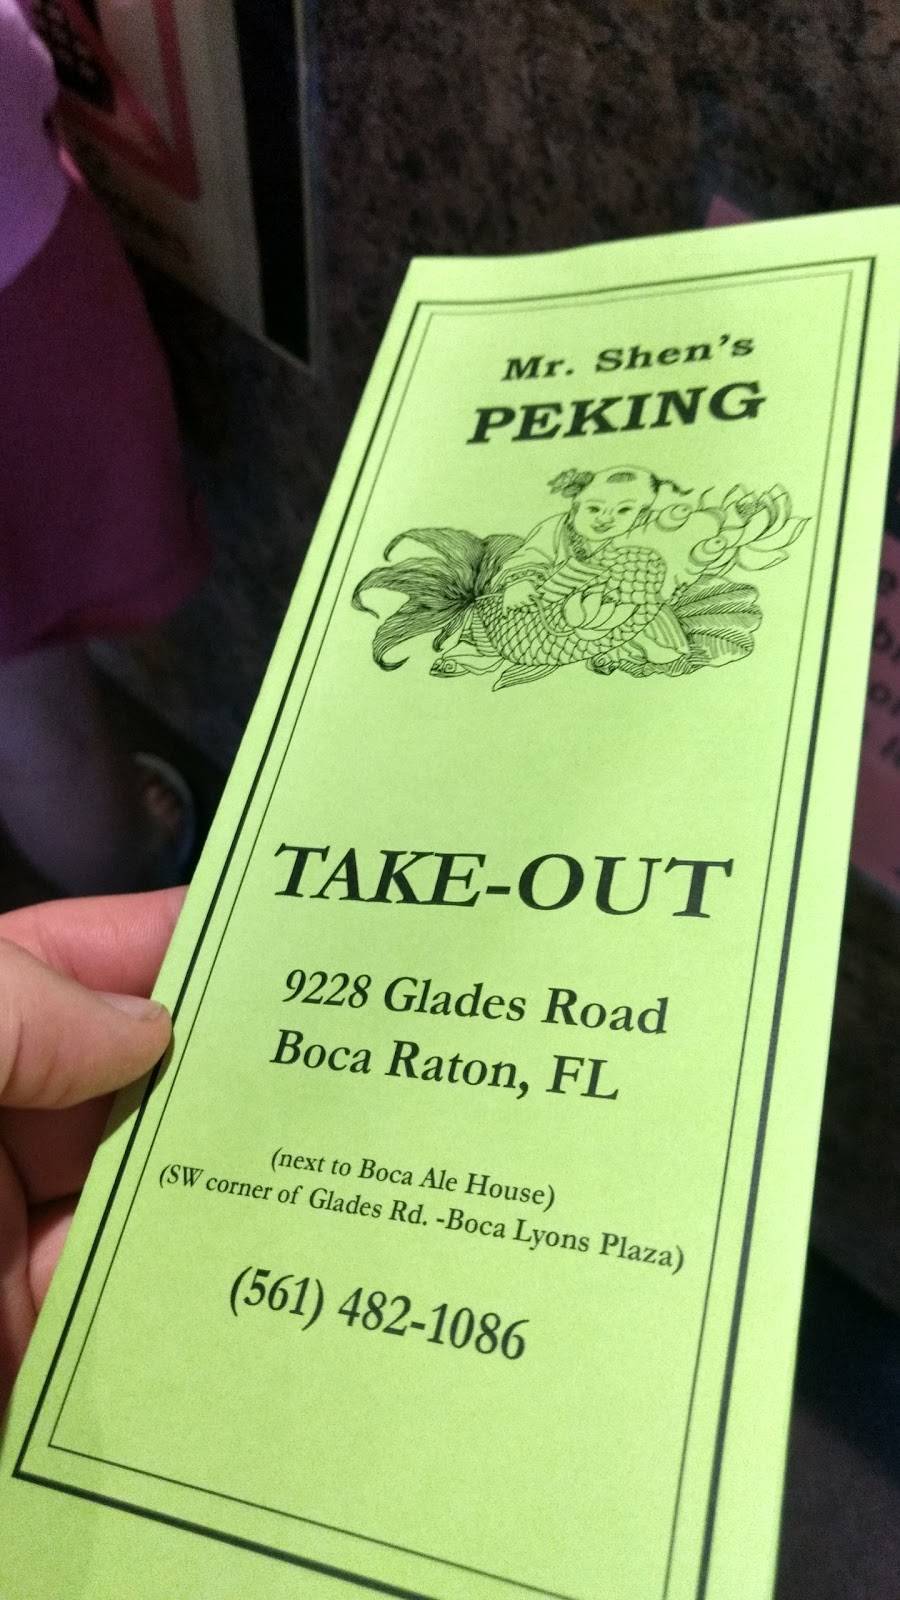 Mr. Shen's
PEKING
TAKE-OUT
9228 Glades Road
Boca Raton, FL
(next to Boca Ale House)
(SW corner of Glades Rd. -Boca Lyons Plaza)
(561) 482-1086